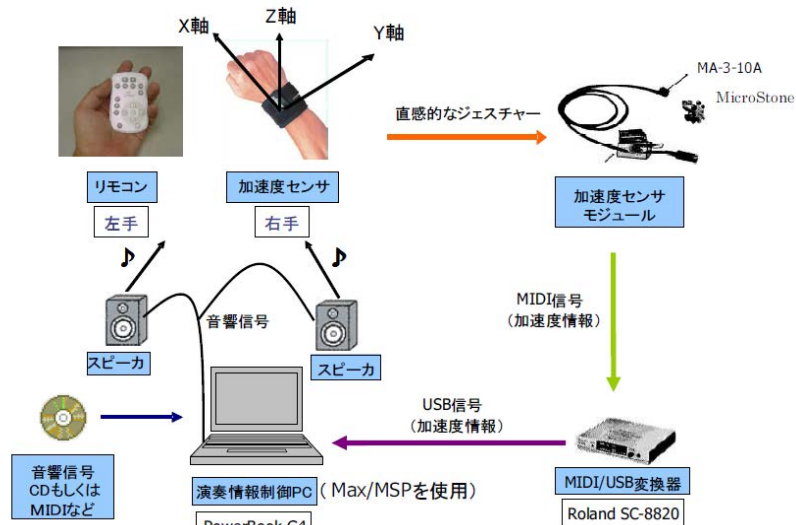 X軸
Z軸
Y軸
MA-3-10A
MicroStone
直感的なジェスチャー
リモコン
左手
加速度センサ
右手
加速度センサ
モジュール
MIDI信号
(加速度情報)
音響信号
スピーカ
スピーカ
USB信号
(加速度情報)
音響信号
CDもしくは
MIDIなど
演奏情報制御PC ( Max/MSPを使用)
PowerBook G4
MIDI/USB変換器
Roland SC-8820